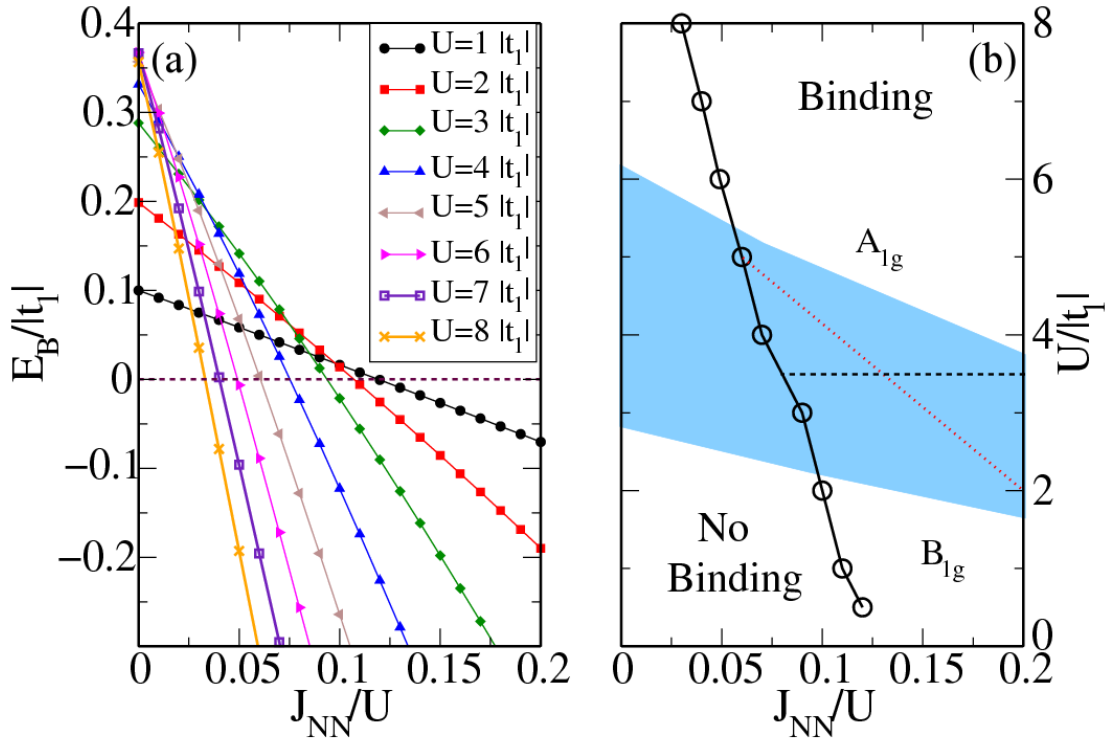 (a)
0.4
0.3
0.2
0.1
0
−0.1
−0.2
E_B/|t_1|
0
0.05
0.1
0.15
0.2
J_NN/U
U=1 |t_1|
U=2 |t_1|
U=3 |t_1|
U=4 |t_1|
U=5 |t_1|
U=6 |t_1|
U=7 |t_1|
U=8 |t_1|
(b)
Binding
A_1g
No
Binding
B_1g
8
6
4
2
0
U/|t_1|
0
0.05
0.1
0.15
0.2
J_NN/U